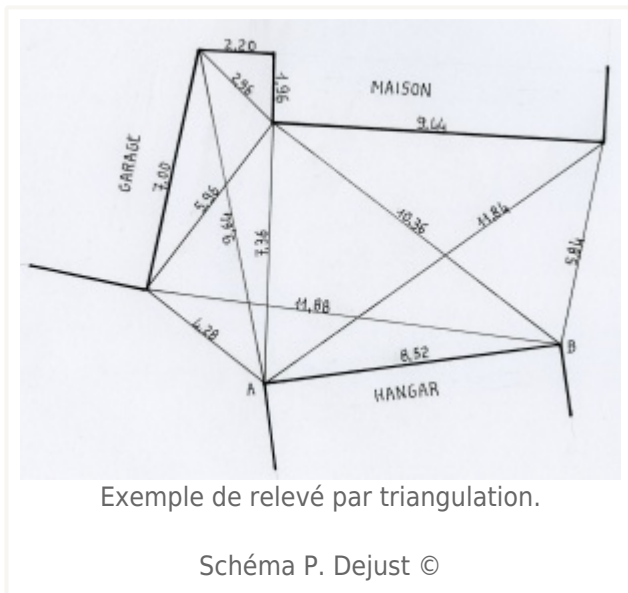 2,20
2,96
1,96
MAISON
9,44
GARAGE
7,00
5,96
9,64
7,36
10,36
11,84
5,84
11,88
4,28
8,52
A
B
HANGAR
Exemple de relevé par triangulation.
Schéma P. Dejust ©